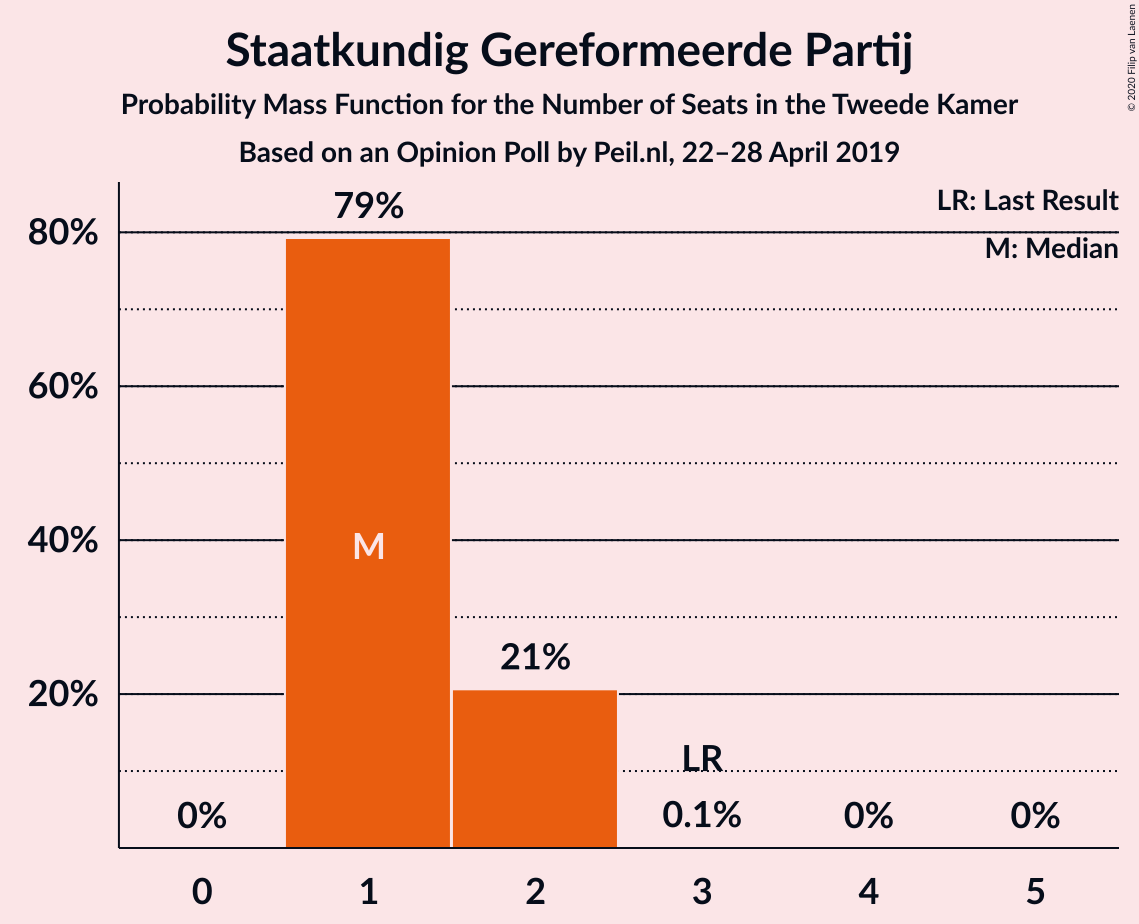 Staatkundig Gereformeerde Partij
Probability Mass Function for the Number of Seats in the Tweede Kamer
Based on an Opinion Poll by Peil.nl, 22–28 April 2019
© 2020 Filip van Laenen
LR: Last Result
M: Median
80%
60%
40%
20%
79%
M
21%
LR
0%
0.1%
0%
0%
0 1 2 3 4 5